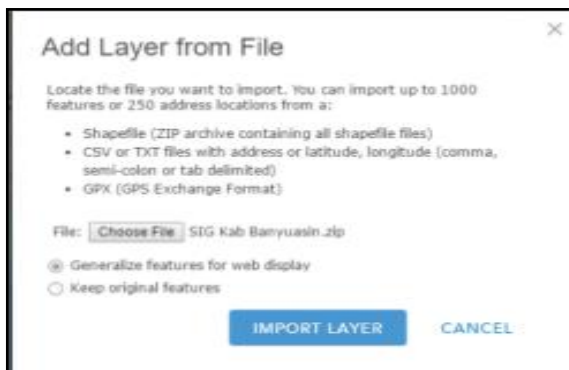 Add Layer from File
Locate the file you want to import. You can import up to 1000
features or 250 address locations from a:
• Shapefile (ZIP archive containing all shapefile files)
• CSV or TXT files with address or latitude, longitude (comma,
semi-colon or tab delimited)
• GPX (GPS Exchange Format)
File: Choose File SIG Kab Banyuasin.zip
Generalize features for web display
Keep original features
IMPORT LAYER CANCEL